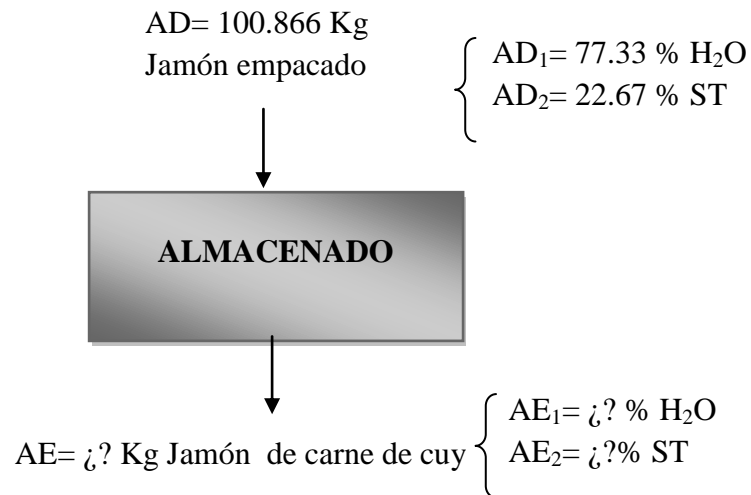 AD= 100.866 Kg
Jamón empacado
AD₁= 77.33 % H₂O
AD₂= 22.67 % ST
ALMACENADO
AE= ¿? Kg Jamón de carne de cuy
AE₁= ¿? % H₂O
AE₂= ¿?% ST